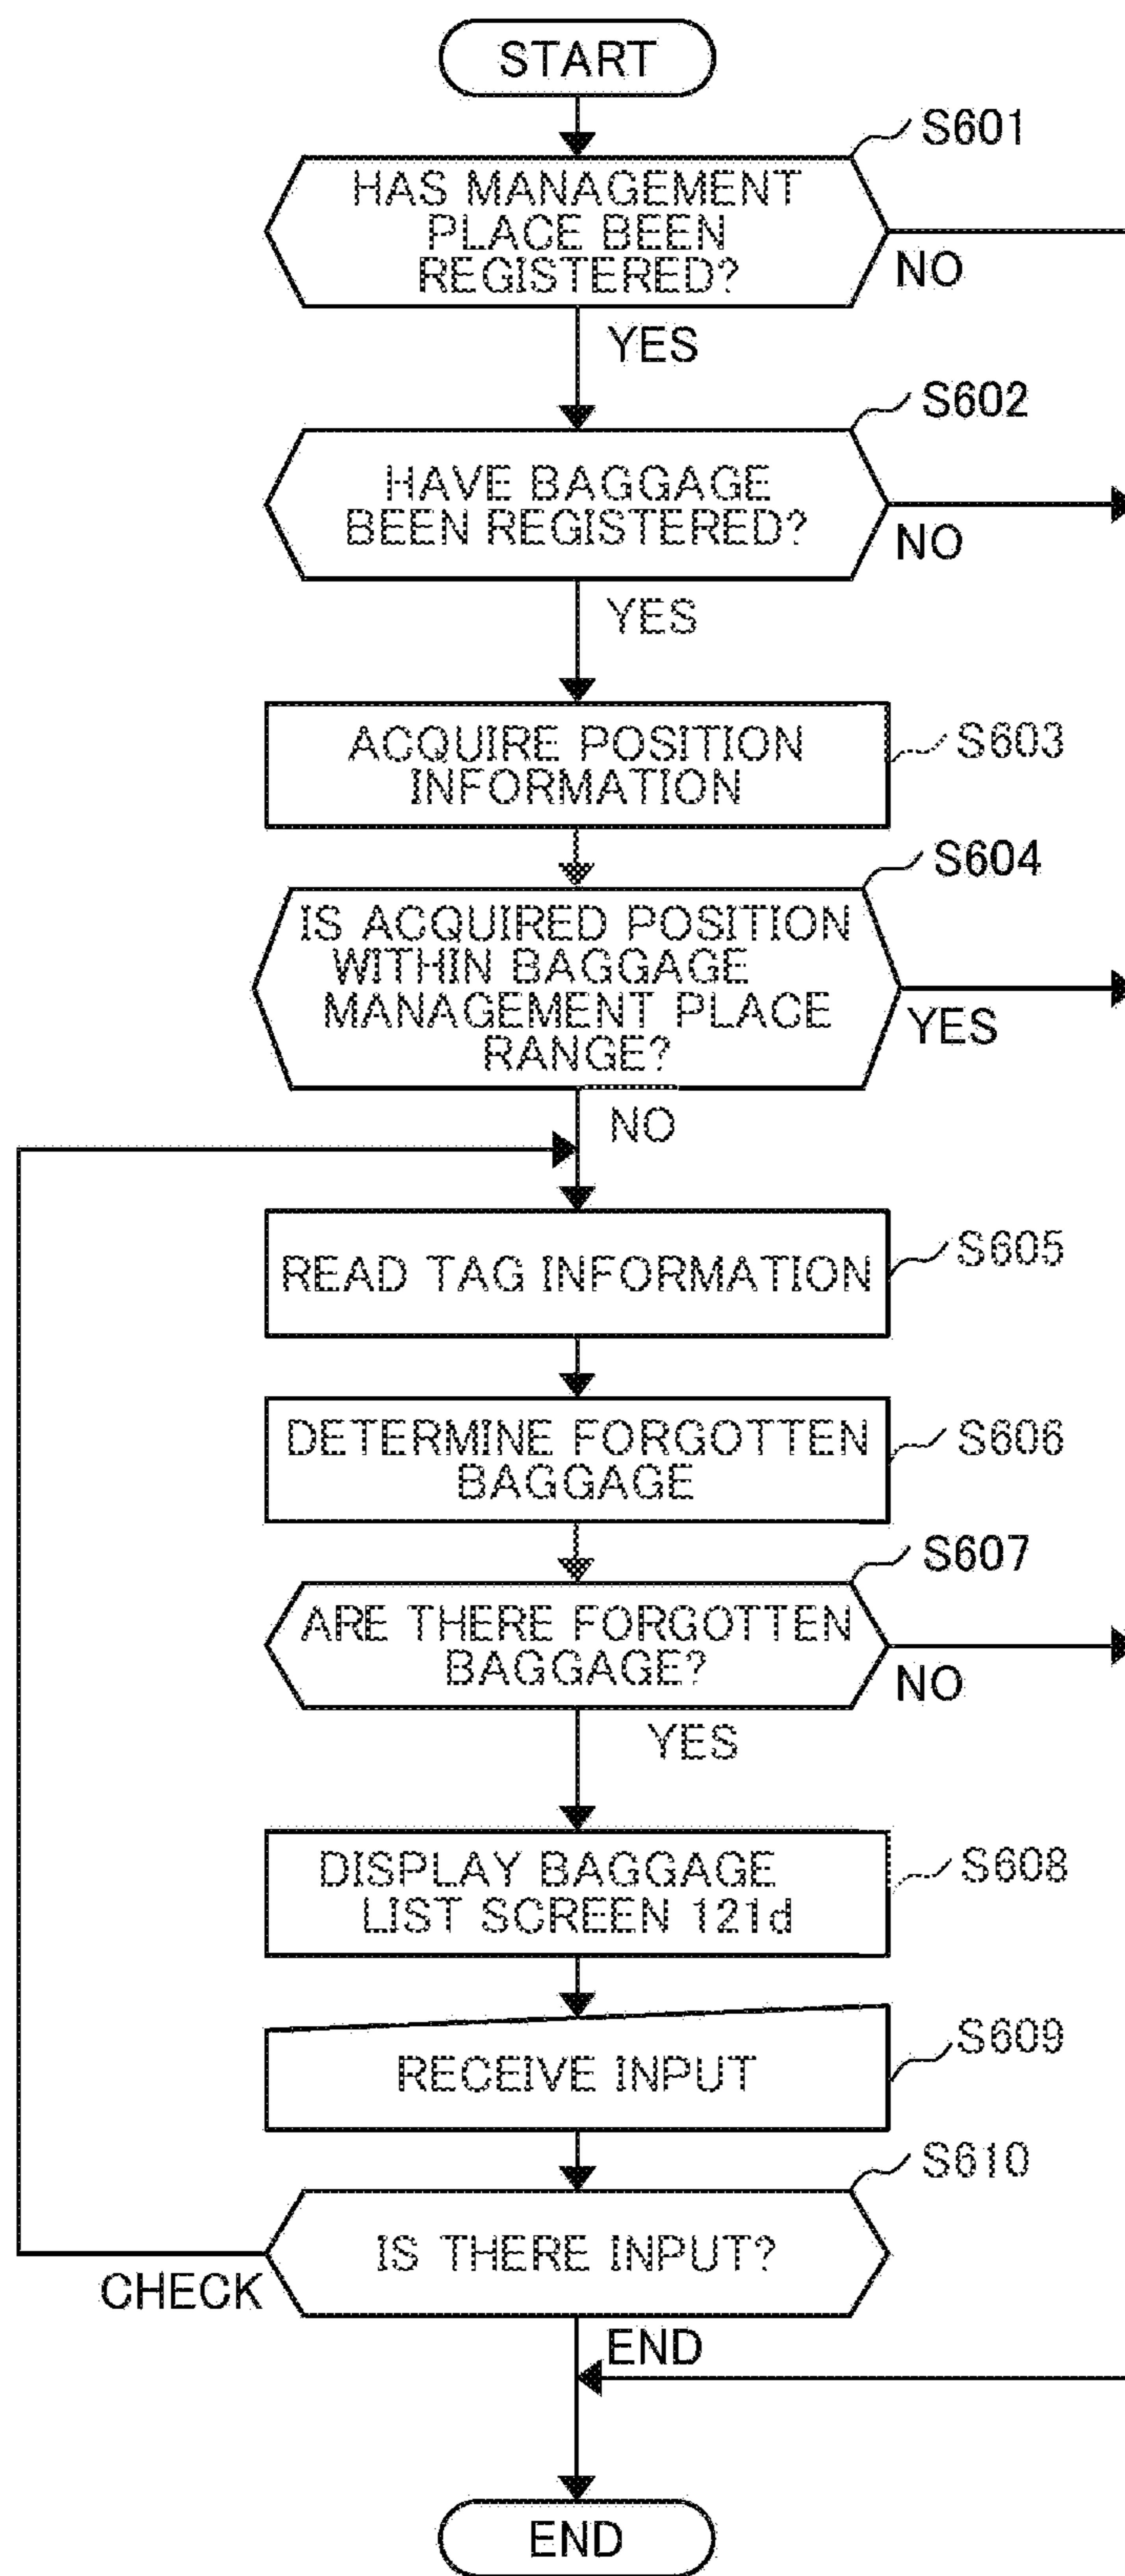 START
S601
HAS MANAGEMENT
PLACE BEEN
REGISTERED?
NO
YES
S602
HAVE BAGGAGE
BEEN REGISTERED?
NO
YES
ACQUIRE POSITION
INFORMATION
S603
S604
IS ACQUIRED POSITION
WITHIN BAGGAGE
MANAGEMENT PLACE
RANGE?
YES
NO
READ TAG INFORMATION
S605
DETERMINE FORGOTTEN
BAGGAGE
S606
S607
ARE THERE FORGOTTEN
BAGGAGE?
NO
YES
DISPLAY BAGGAGE
LIST SCREEN 121d
S608
RECEIVE INPUT
S609
S610
IS THERE INPUT?
CHECK
END
END